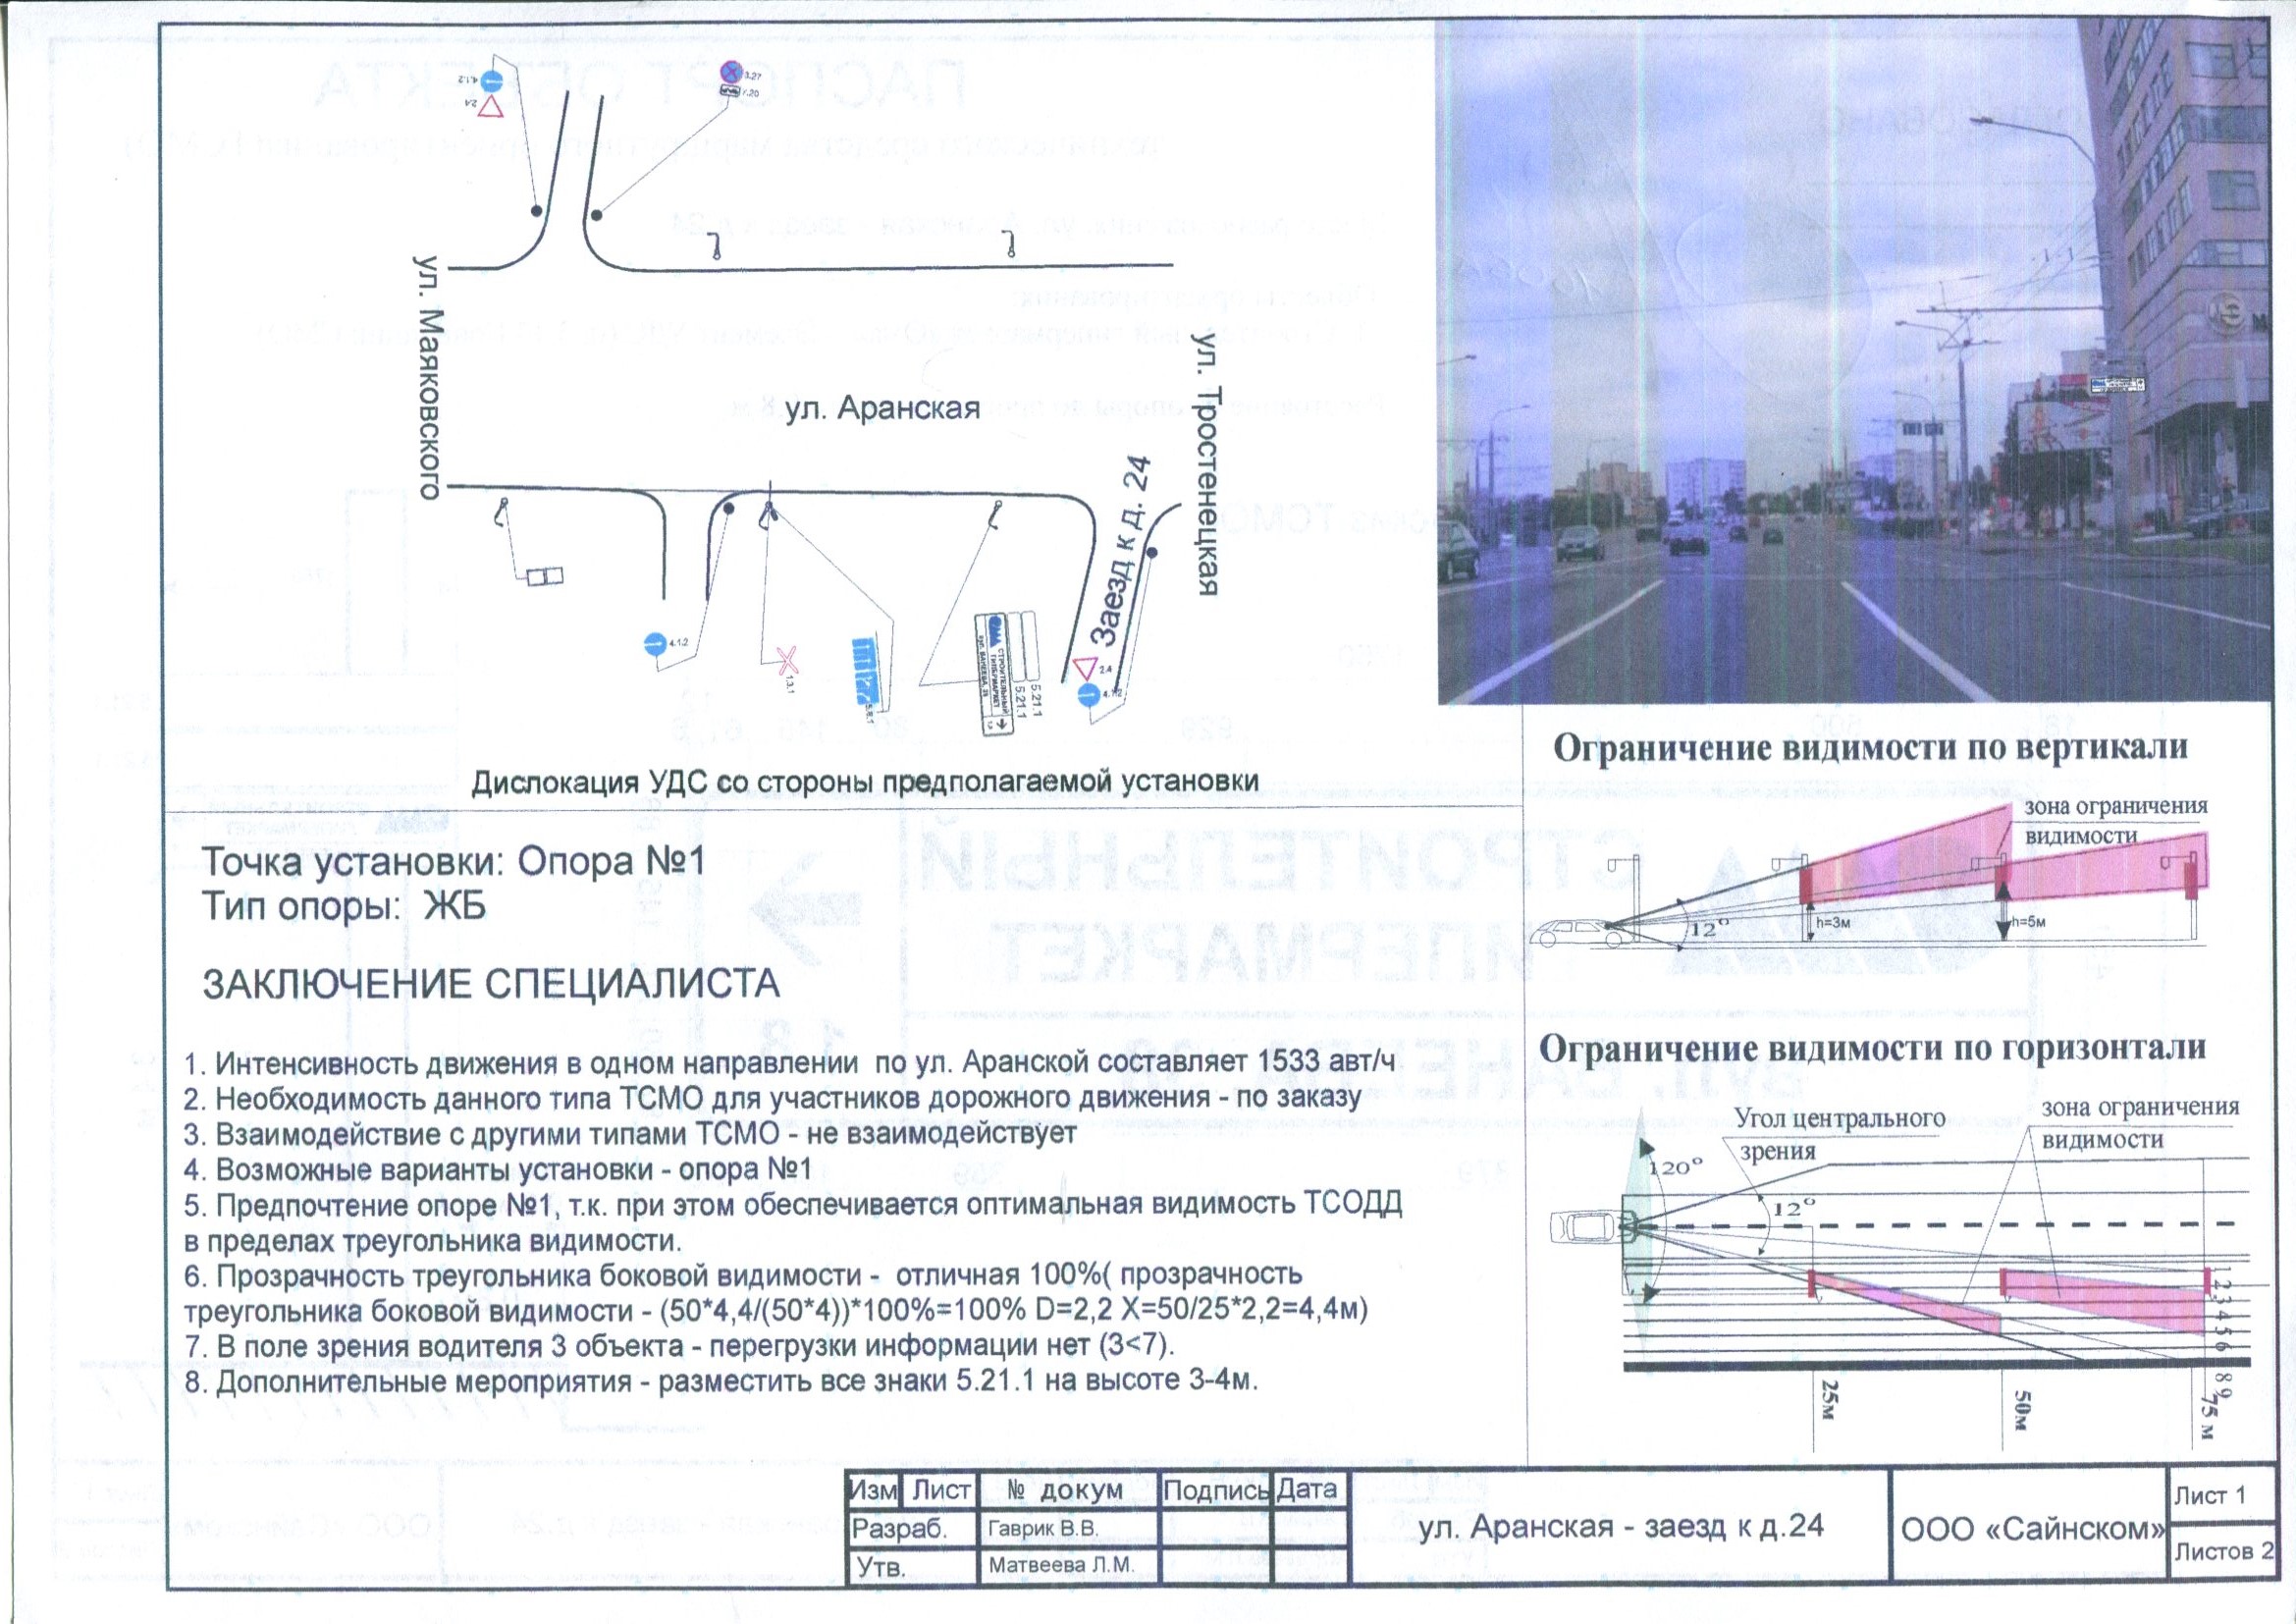 4.1.2
2.4
3.27
7.20
ул. Маяковского
ул. Аранская
ул. Тростенецкая
Заезд к д. 24
4.1.2
1.3.1
5.8.1
ОМА СТРОИТЕЛЬНЫЙ
ГИПЕРМАРКЕТ
5.21.1
5.21.1
2.4
4.1.2
Дислокация УДС со стороны предполагаемой установки
Точка установки: Опора №1
Тип опоры: ЖБ
ЗАКЛЮЧЕНИЕ СПЕЦИАЛИСТА
1. Интенсивность движения в одном направлении по ул. Аранской составляет 1533 авт/ч
2. Необходимость данного типа ТСМО для участников дорожного движения - по заказу
3. Взаимодействие с другими типами ТСМО - не взаимодействует
4. Возможные варианты установки - опора №1
5. Предпочтение опоре №1, т.к. при этом обеспечивается оптимальная видимость ТСОДД
в пределах треугольника видимости.
6. Прозрачность треугольника боковой видимости - отличная 100%( прозрачность
треугольника боковой видимости - (50*4,4/(50*4))*100%=100% D=2,2 X=50/25*2,2=4,4м)
7. В поле зрения водителя 3 объекта - перегрузки информации нет (3<7).
8. Дополнительные мероприятия - разместить все знаки 5.21.1 на высоте 3-4м.
Ограничение видимости по вертикали
зона ограничения
видимости
12°
h=3м
h=5м
Ограничение видимости по горизонтали
Угол центрального
зрения
зона ограничения
видимости
120°
12°
1 2 3 4 5 6 8 9
25м
50м
75 м
Изм Лист № докум Подпись Дата
Разраб. Гаврик В.В.
Утв. Матвеева Л.М.
ул. Аранская - заезд к д.24
ООО «Сайнском»
Лист 1
Листов 2